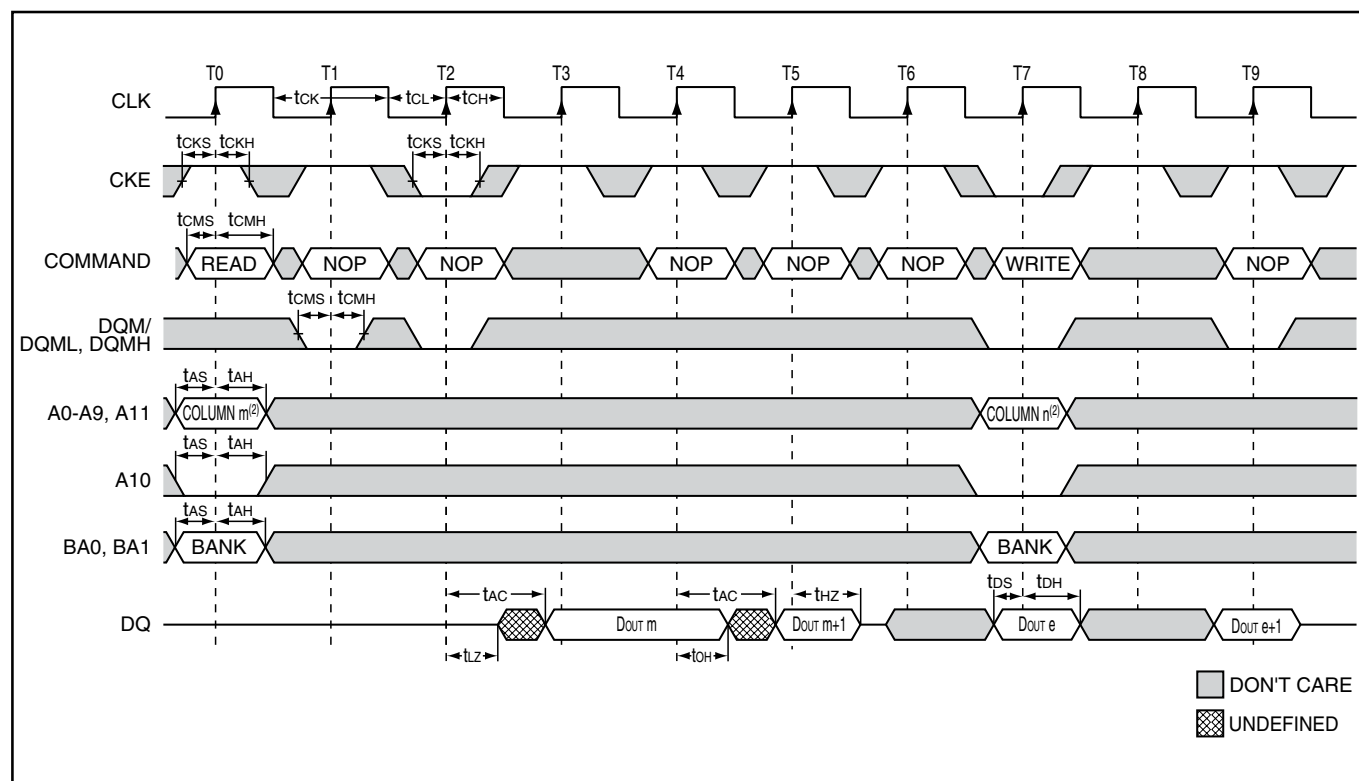 T0 T1 T2 T3 T4 T5 T6 T7 T8 T9
CLK tCK tCL tCH
tCKS tCKH tCKS tCKH
CKE
tCMS tCMH
COMMAND READ NOP NOP NOP NOP NOP WRITE NOP
tCMS tCMH
DQM/
DQML, DQMH
tAS tAH
A0-A9, A11 COLUMN m(2) COLUMN n(2)
tAS tAH
A10
tAS tAH
BA0, BA1 BANK BANK
tAC tAC tHZ tDS tDH
DQ DOUT m DOUT m+1 DOUT e DOUT e+1
tLZ tOH
DON'T CARE
UNDEFINED